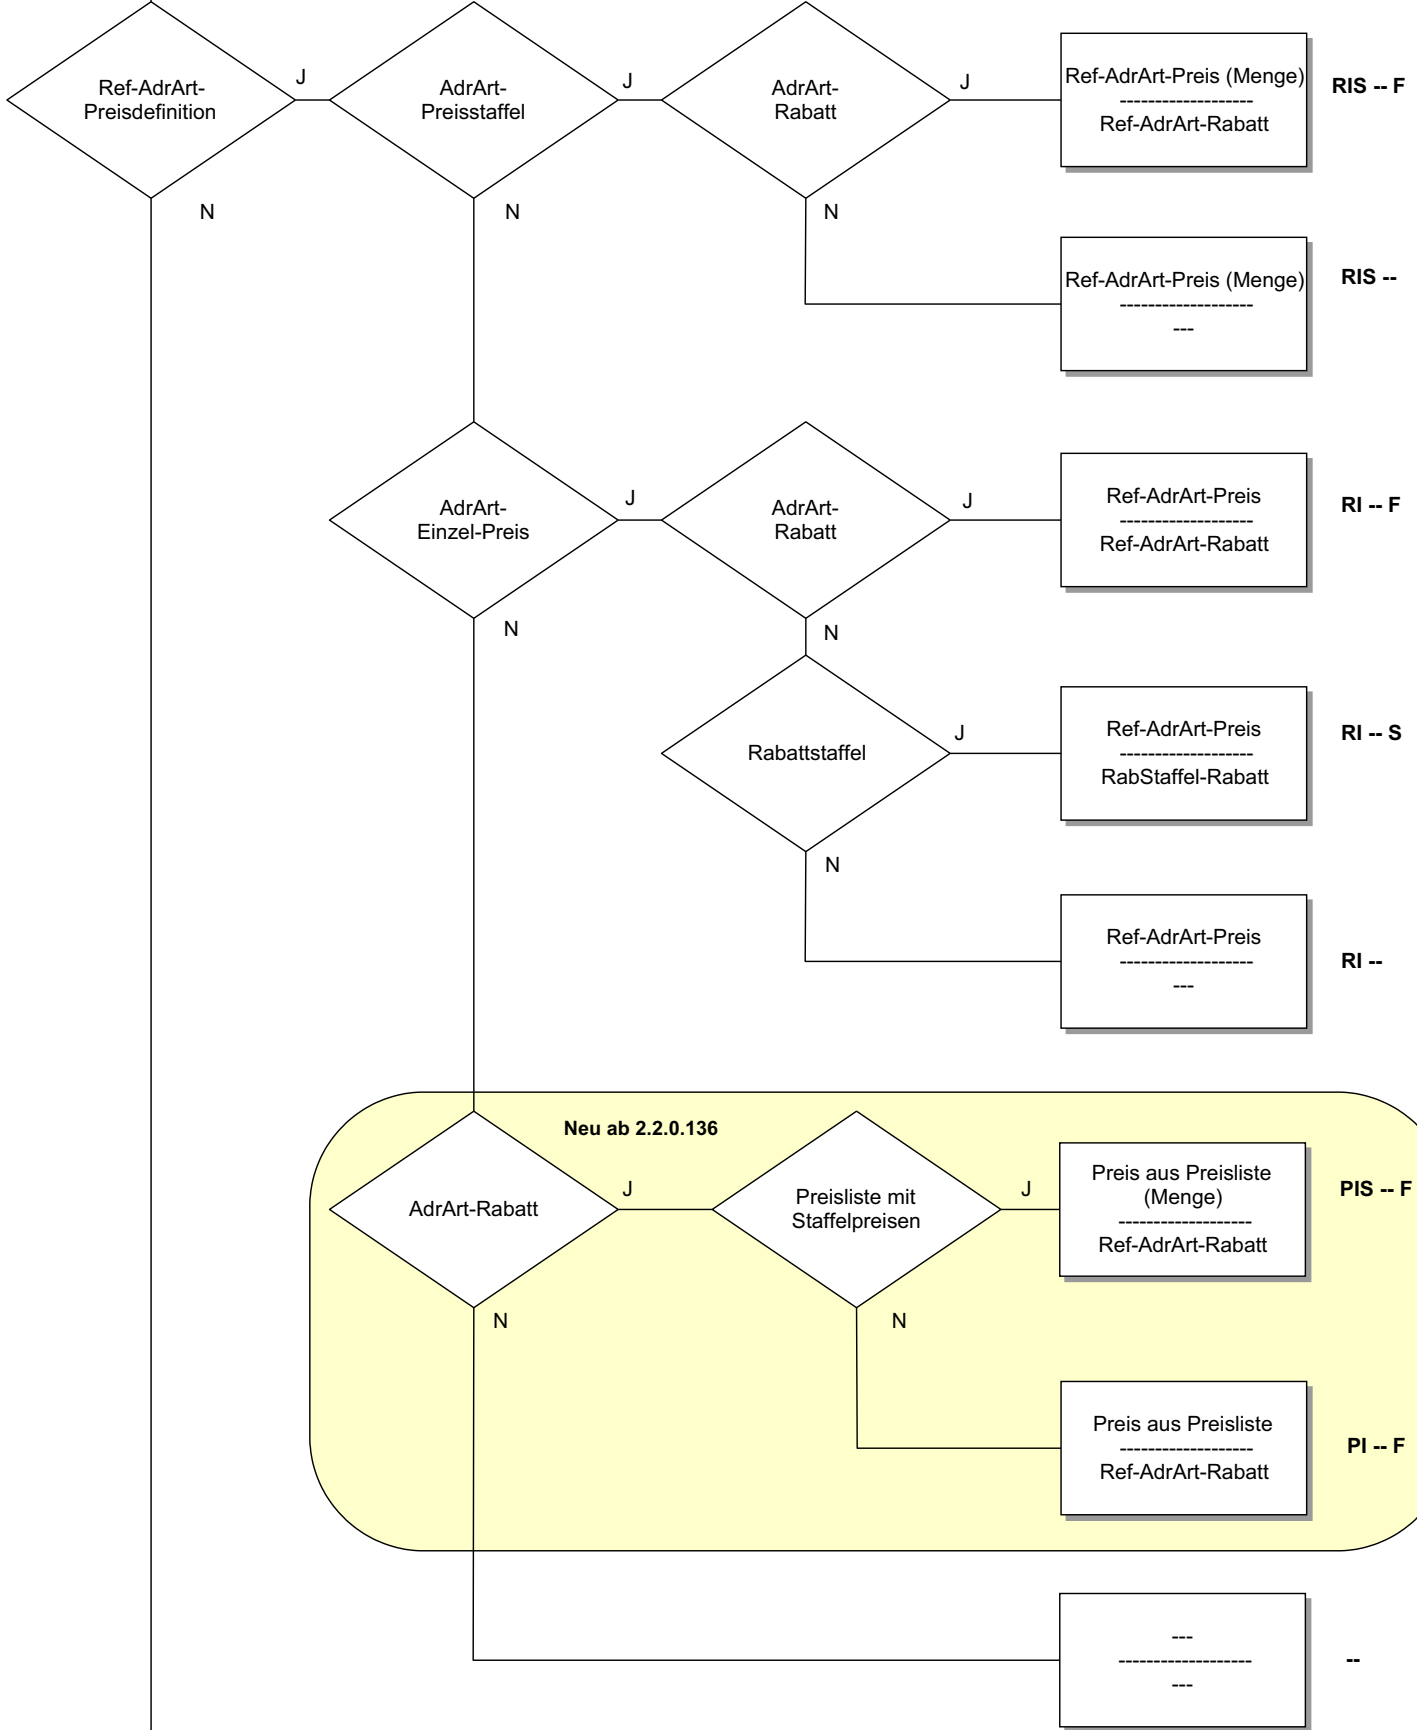 Ref-AdrArt-
Preisdefinition
J
N
AdrArt-
Preisstaffel
J
N
AdrArt-
Rabatt
J
N
Ref-AdrArt-Preis (Menge)
-------------------
Ref-AdrArt-Rabatt
RIS -- F
Ref-AdrArt-Preis (Menge)
-------------------
---
RIS --
AdrArt-
Einzel-Preis
J
N
AdrArt-
Rabatt
J
N
Ref-AdrArt-Preis
-------------------
Ref-AdrArt-Rabatt
RI -- F
Rabattstaffel
J
N
Ref-AdrArt-Preis
-------------------
RabStaffel-Rabatt
RI -- S
Ref-AdrArt-Preis
-------------------
---
RI --
Neu ab 2.2.0.136
AdrArt-Rabatt
J
N
Preisliste mit
Staffelpreisen
J
N
Preis aus Preisliste
(Menge)
-------------------
Ref-AdrArt-Rabatt
PIS -- F
Preis aus Preisliste
-------------------
Ref-AdrArt-Rabatt
PI -- F
---
-------------------
---
--